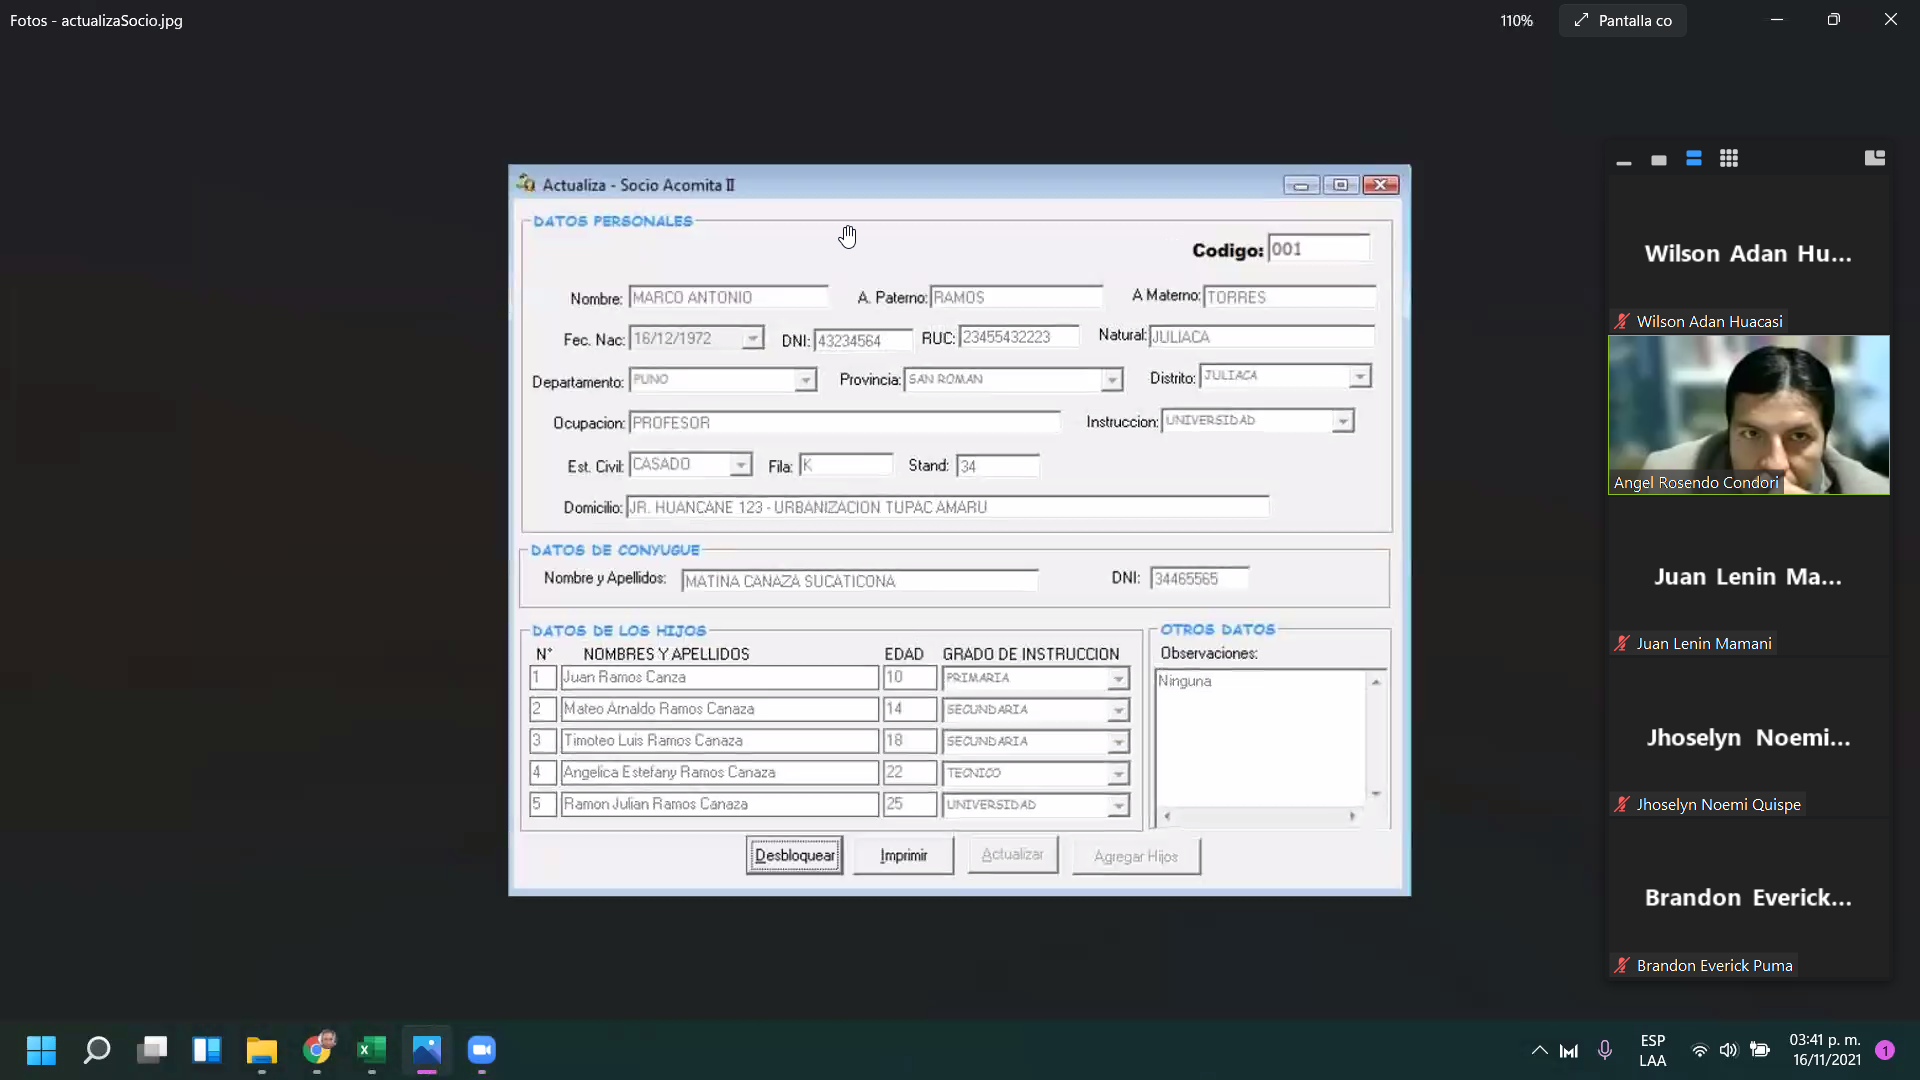 Fotos - actualizaSocio.jpg
110%
Pantalla co
Actualiza - Socio Acomita II
DATOS PERSONALES
Codigo: 001
Nombre: MARCO ANTONIO A. Paterno: RAMOS A Materno: TORRES
Fec. Nac: 16/12/1972 DNI: 43234564 RUC: 23455432223 Natural: JULIACA
Departamento: PUNO Provincia: SAN ROMAN Distrito: JULIACA
Ocupacion: PROFESOR Instruccion: UNIVERSIDAD
Est. Civil: CASADO Fila: K Stand: 34
Domicilio: JR. HUANCANE 123 - URBANIZACION TUPAC AMARU
DATOS DE CONYUGUE
Nombre y Apellidos: MATINA CANAZA SUCATICONA DNI: 34465565
DATOS DE LOS HIJOS
N° NOMBRES Y APELLIDOS EDAD GRADO DE INSTRUCCION
1 Juan Ramos Canza 10 PRIMARIA
2 Mateo Arnaldo Ramos Canaza 14 SECUNDARIA
3 Timoteo Luis Ramos Canaza 18 SECUNDARIA
4 Angelica Estefany Ramos Canaza 22 TECNICO
5 Ramon Julian Ramos Canaza 25 UNIVERSIDAD
OTROS DATOS
Observaciones:
Ninguna
Desbloquear Imprimir Actualizar Agregar Hijos
Wilson Adan Hu...
Wilson Adan Huacasi
Angel Rosendo Condori
Juan Lenin Ma...
Juan Lenin Mamani
Jhoselyn Noemi...
Jhoselyn Noemi Quispe
Brandon Everick...
Brandon Everick Puma
ESP
LAA
03:41 p. m.
16/11/2021
1